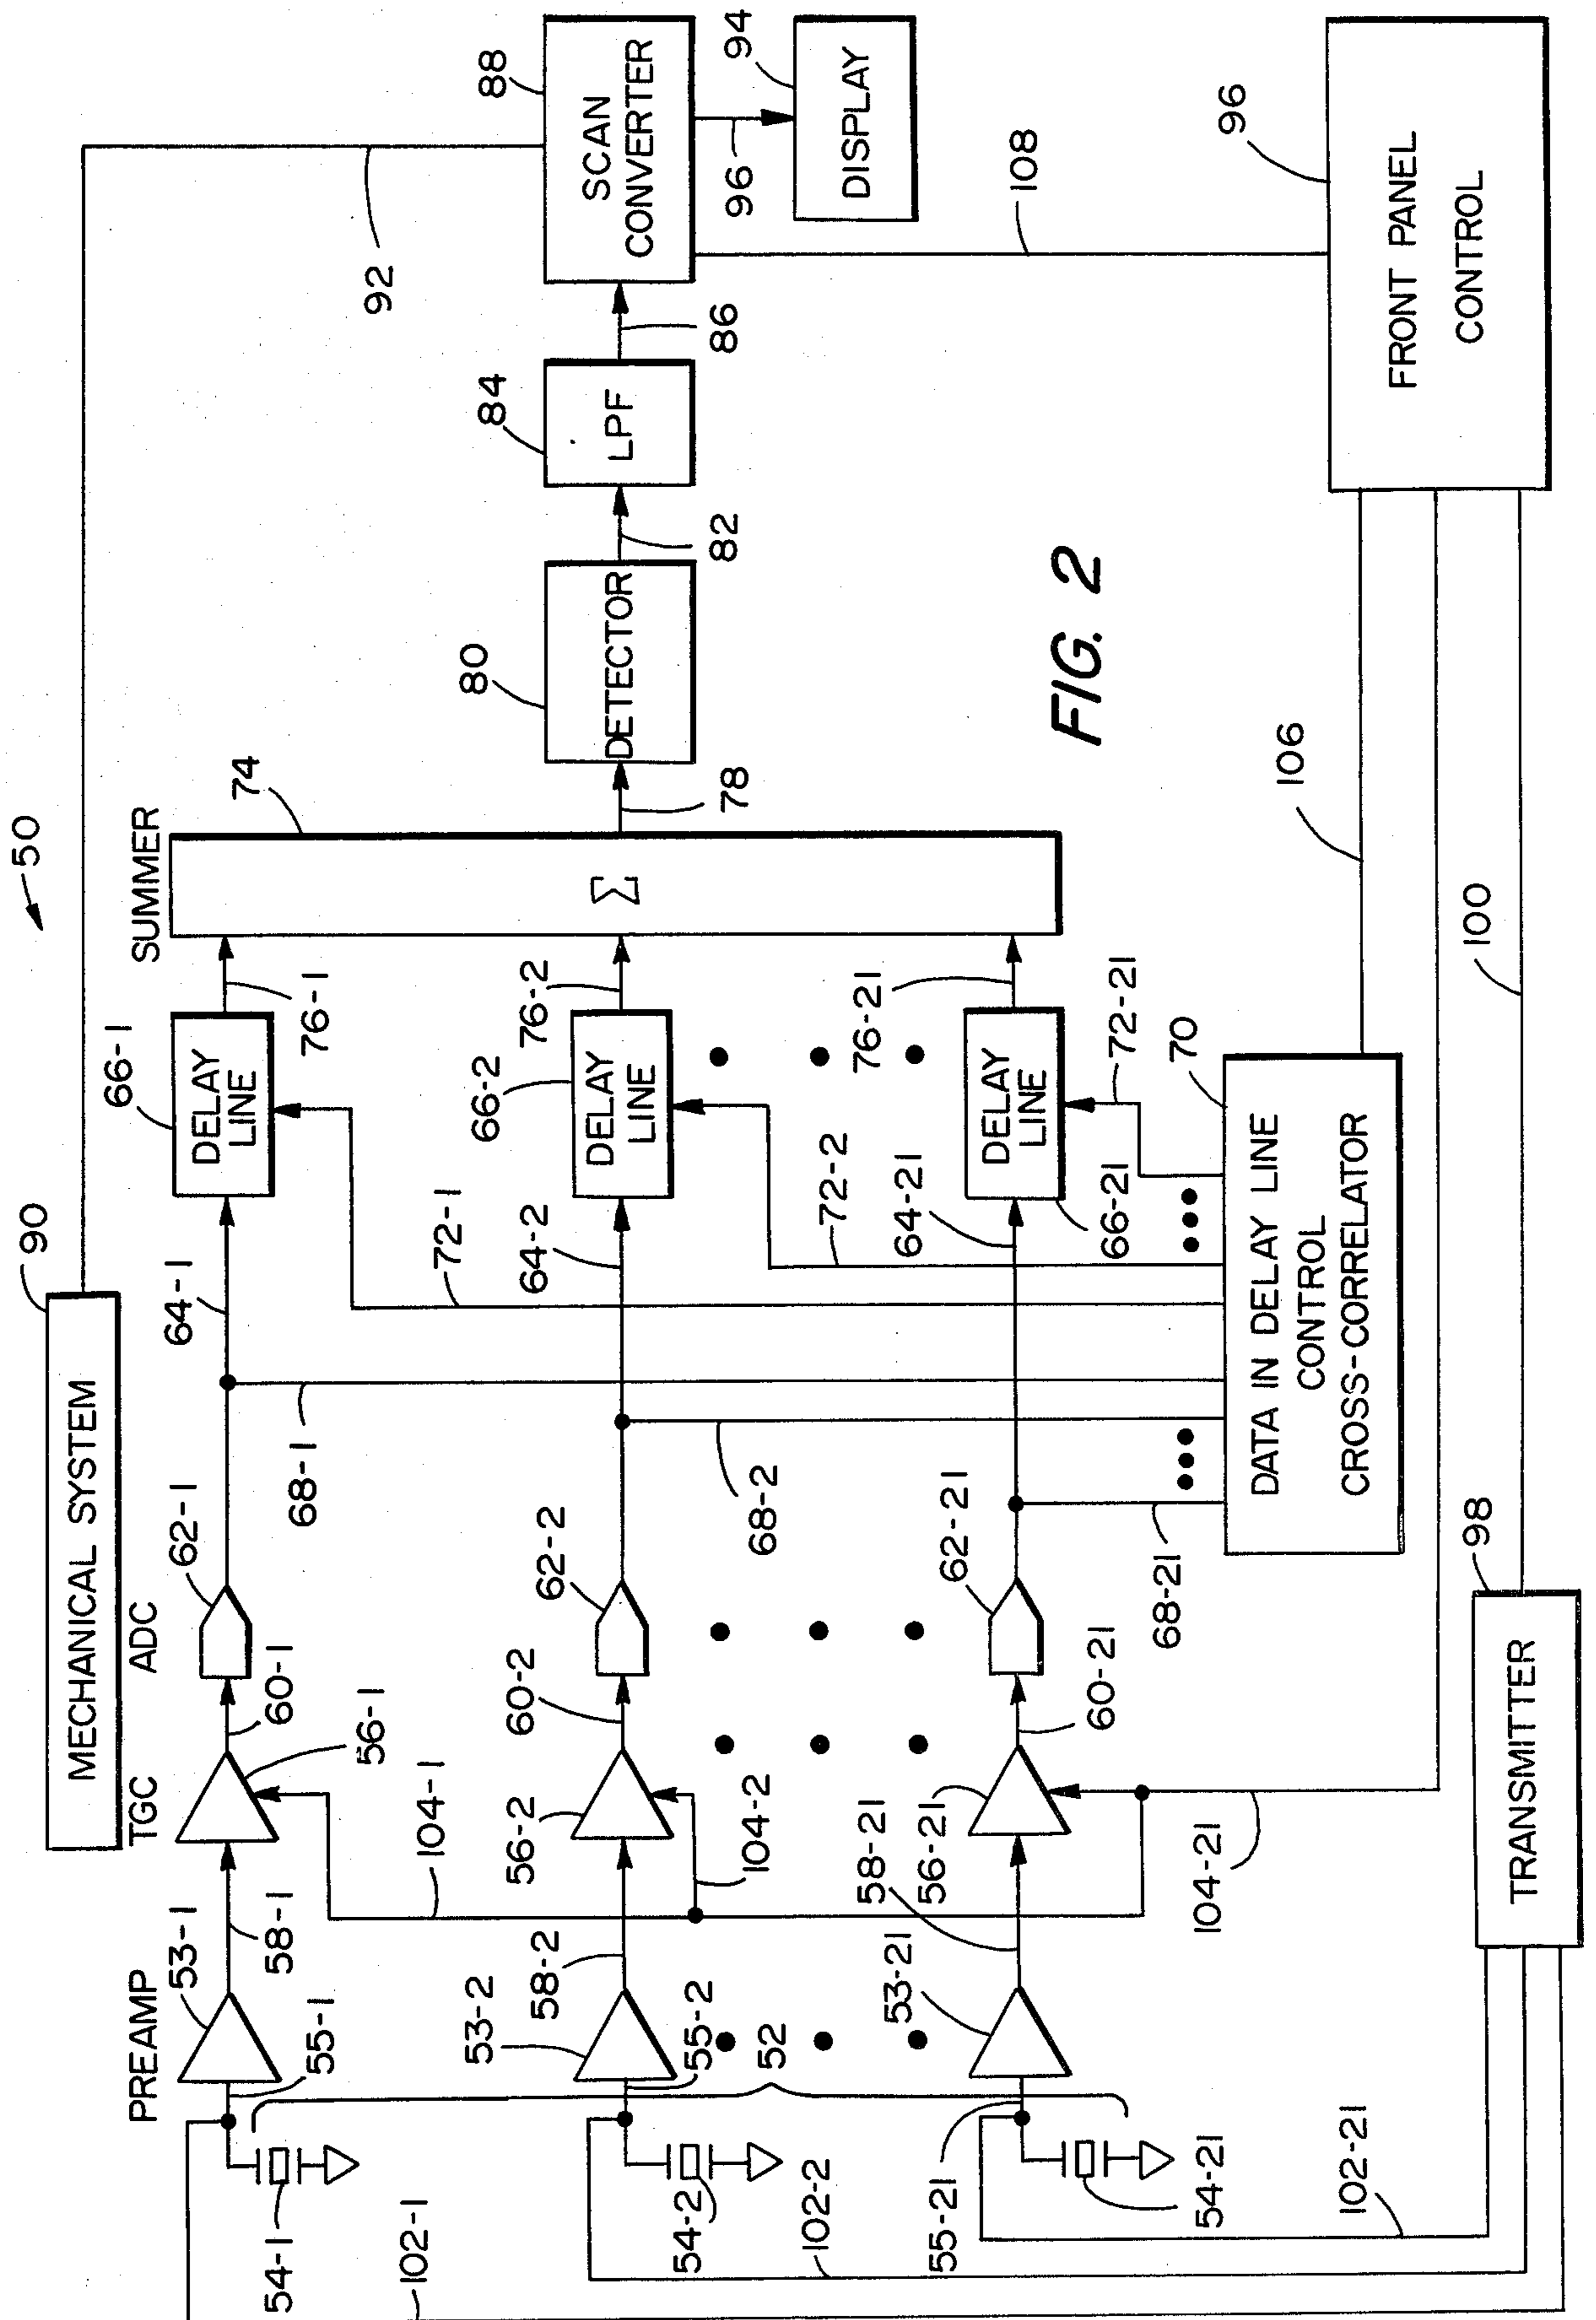 50
90
MECHANICAL SYSTEM
92
88
SCAN
CONVERTER
96
94
DISPLAY
PREAMP
TGC
ADC
SUMMER
102-1
54-1
55-1
53-1
58-1
104-1
56-1
60-1
62-1
68-1
64-1
72-1
66-1
DELAY
LINE
76-1
74
Σ
78
80
DETECTOR
82
84
LPF
86
102-2
54-2
55-2
52
53-2
58-2
104-2
56-2
60-2
62-2
68-2
64-2
72-2
66-2
DELAY
LINE
76-2
102-21
54-21
55-21
53-21
58-21
104-21
56-21
60-21
62-21
68-21
64-21
66-21
DELAY
LINE
72-21
76-21
70
DATA IN DELAY LINE
CONTROL
CROSS-CORRELATOR
FIG. 2
106
108
96
FRONT PANEL
CONTROL
98
TRANSMITTER
100